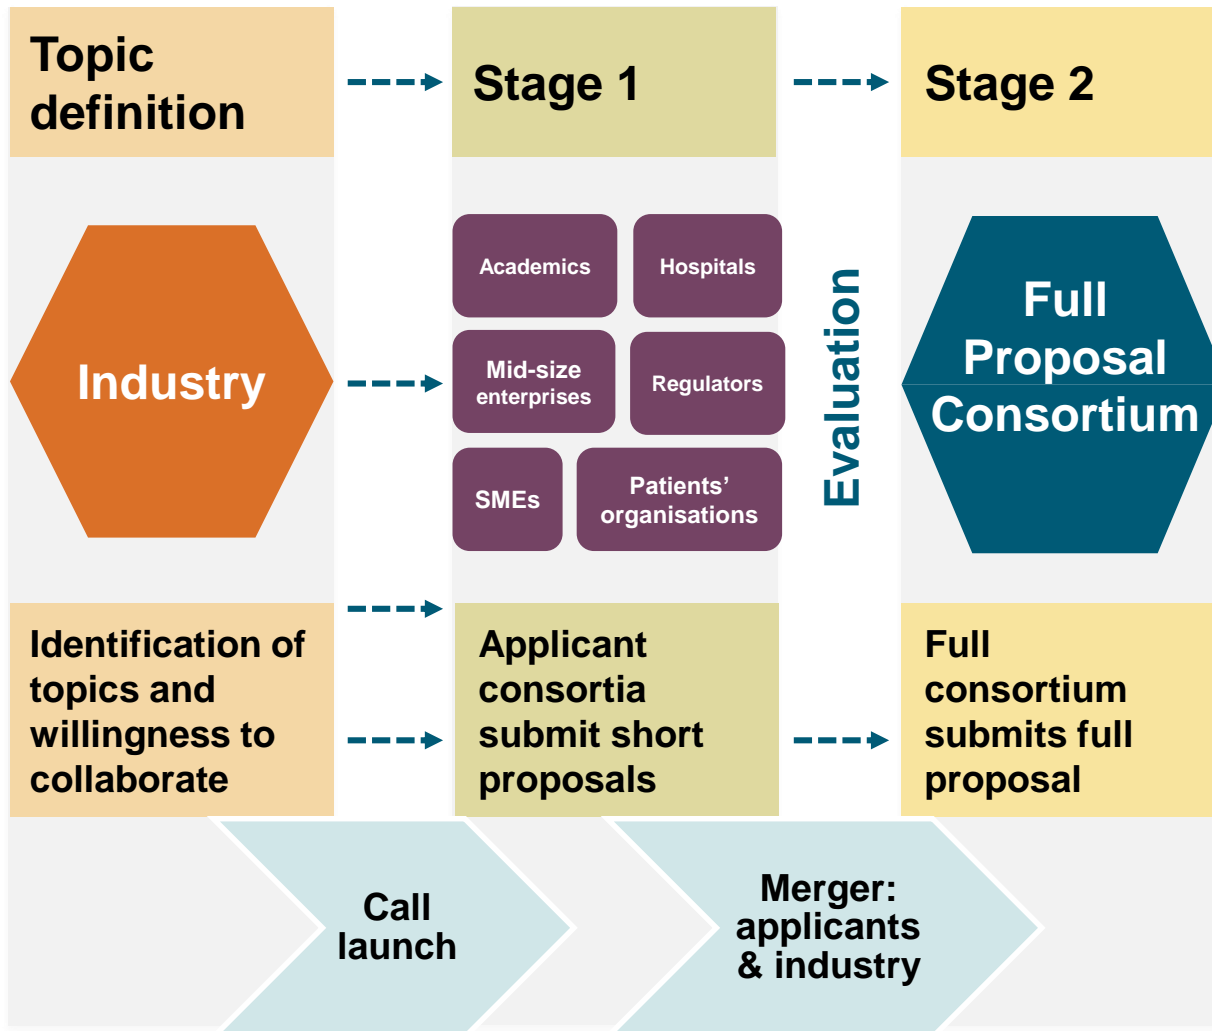 Topic
definition
Stage 1
Stage 2
Industry
Academics
Hospitals
Mid-size
enterprises
Regulators
SMEs
Patients’
organisations
Evaluation
Full
Proposal
Consortium
Identification of
topics and
willingness to
collaborate
Applicant
consortia
submit short
proposals
Full
consortium
submits full
proposal
Call
launch
Merger:
applicants
& industry